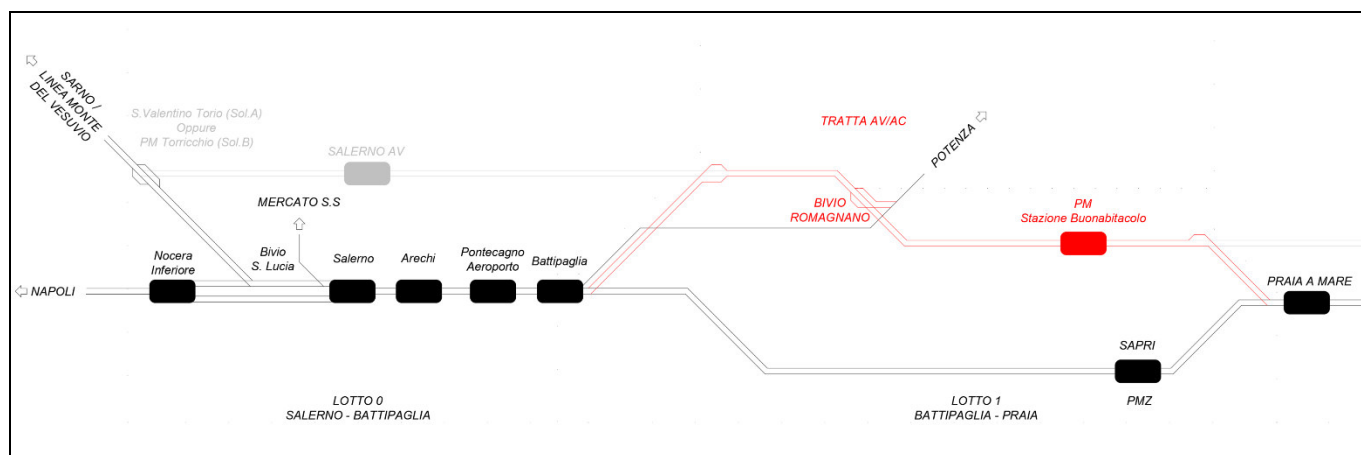 SARNO /
LINEA MONTE
DEL VESUVIO
S.Valentino Torio (Sol.A)
Oppure
PM Torricchio (Sol.B)
SALERNO AV
MERCATO S.S
TRATTA AV/AC
POTENZA
BIVIO
ROMAGNANO
PM
Stazione Buonabitacolo
Nocera
Inferiore
Bivio
S. Lucia
Salerno
Arechi
Pontecagno
Aeroporto
Battipaglia
NAPOLI
PRAIA A MARE
SAPRI
PMZ
LOTTO 0
SALERNO - BATTIPAGLIA
LOTTO 1
BATTIPAGLIA - PRAIA